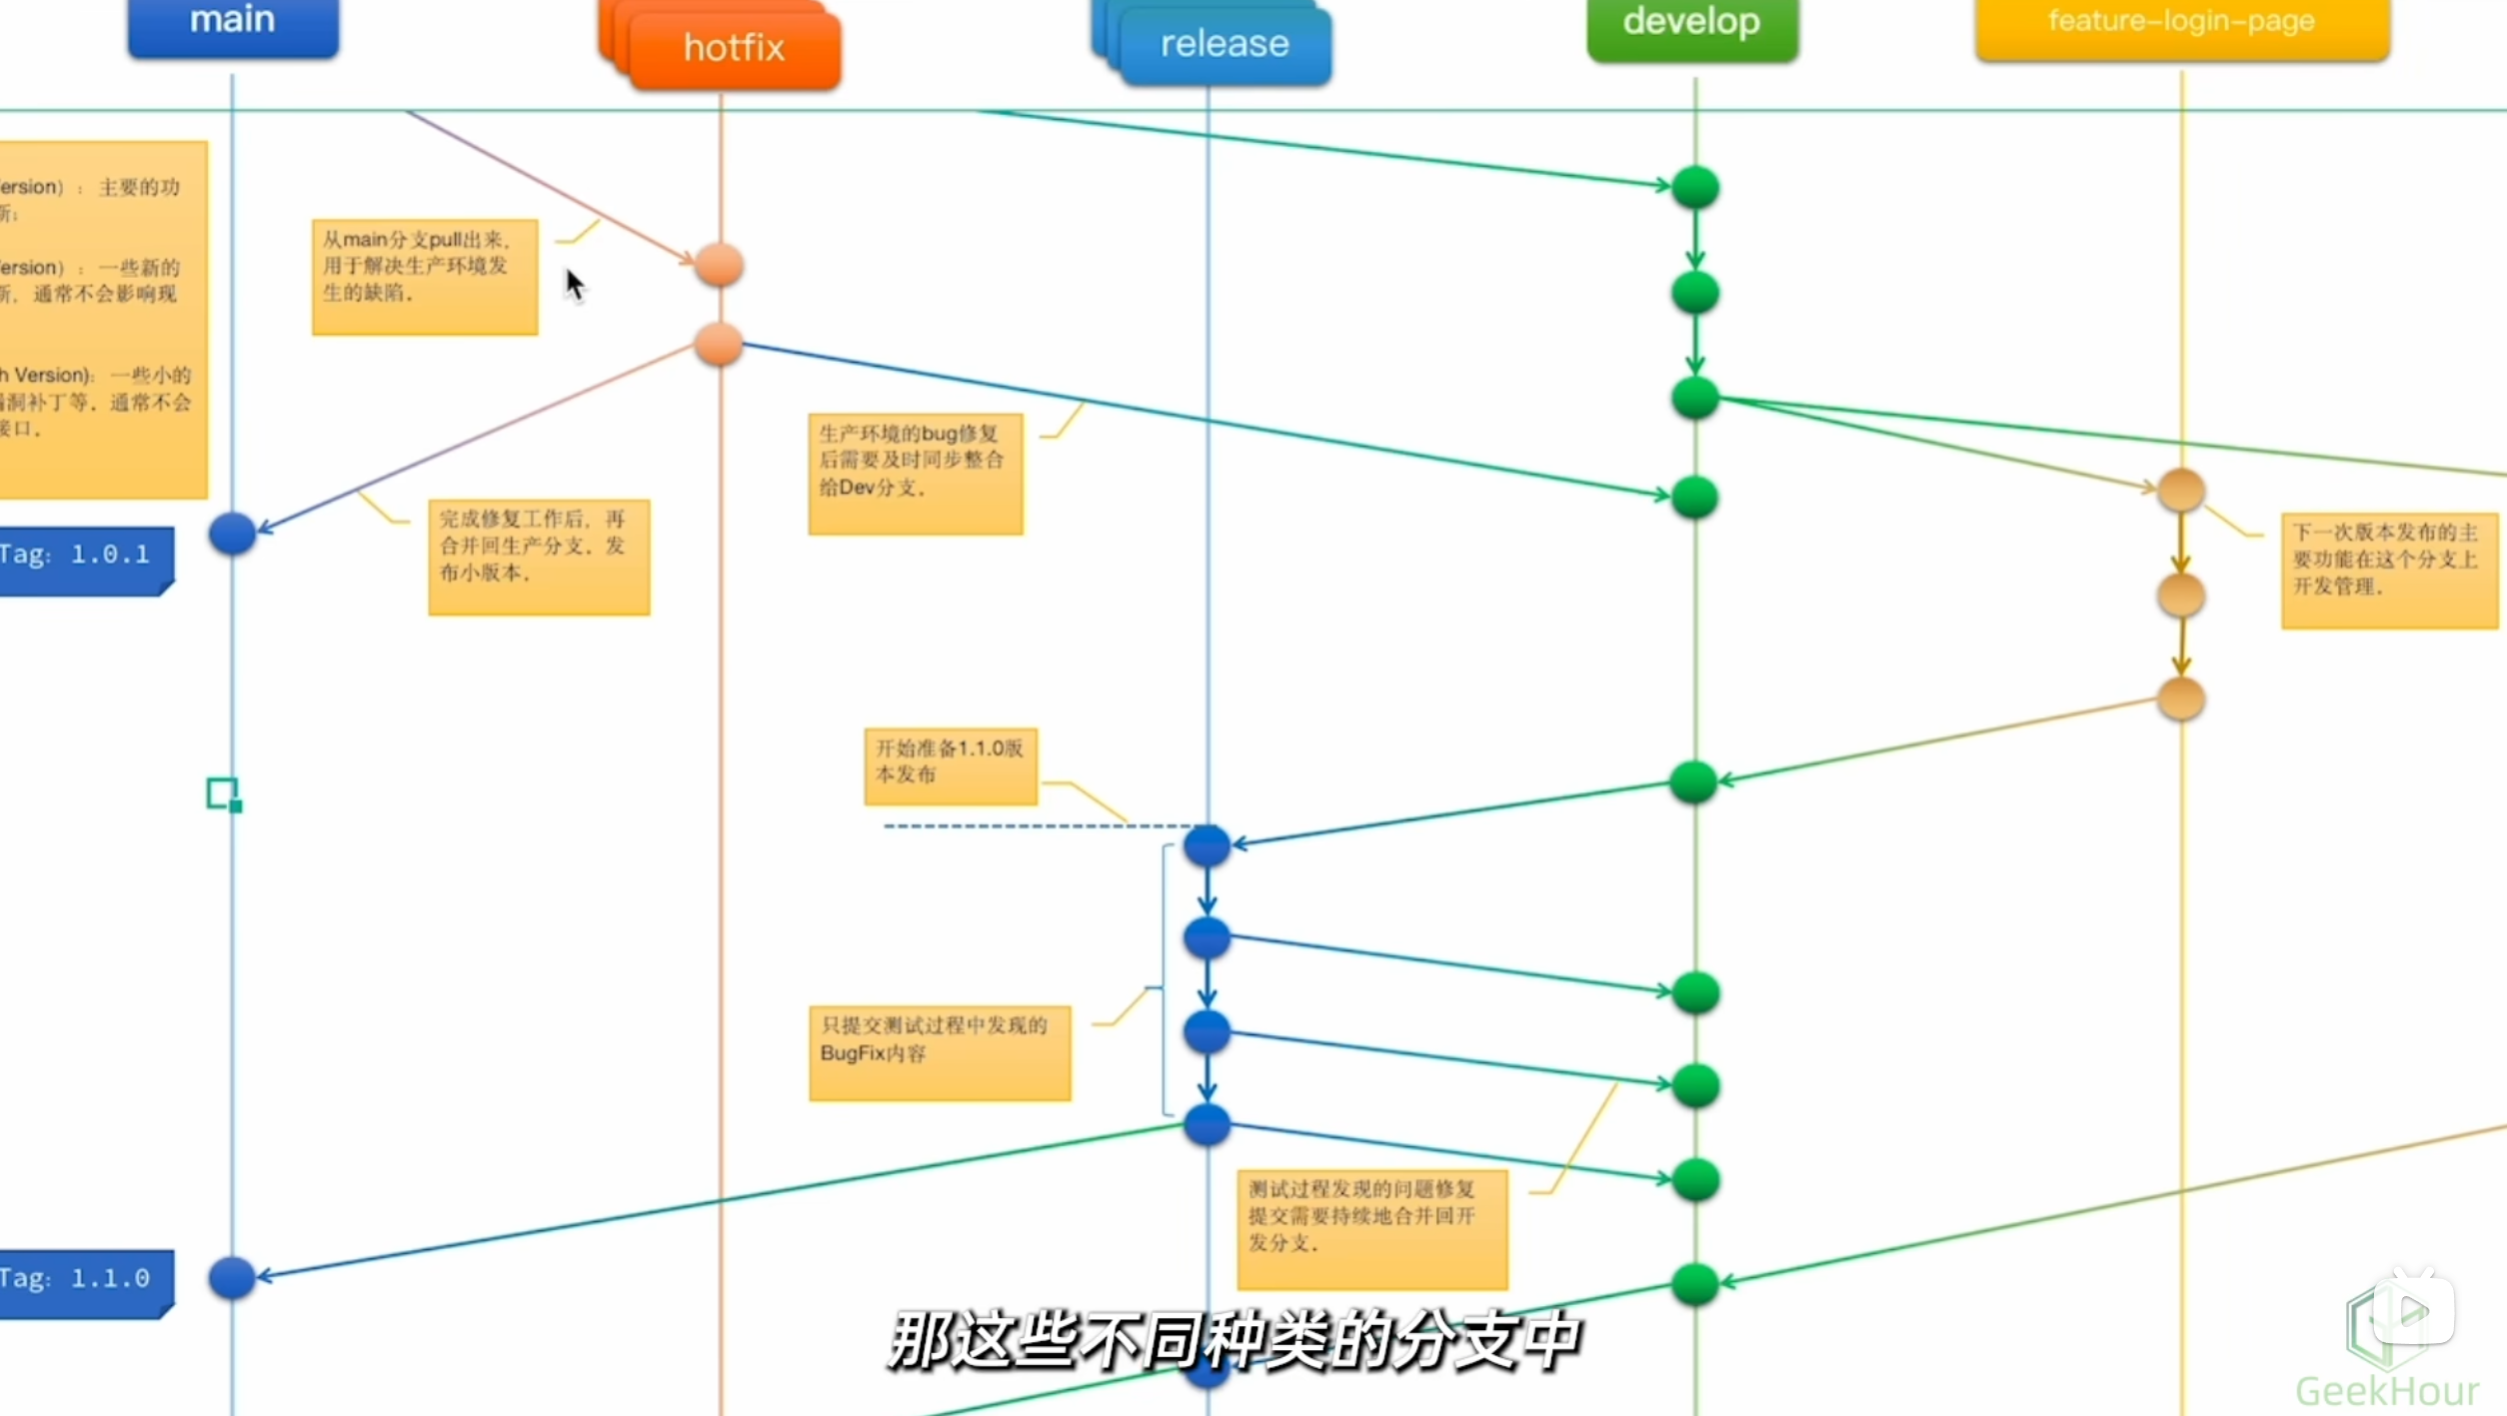 main
hotfix
release
develop
feature-login-page
ersion）：主要的功
新；
ersion）：一些新的
新，通常不会影响现
h Version)：一些小的
洞补丁等，通常不会
接口。
从main分支pull出来，
用于解决生产环境发
生的缺陷。
生产环境的bug修复
后需要及时同步整合
给Dev分支。
完成修复工作后，再
合并回生产分支，发
布小版本。
Tag: 1.0.1
下一次版本发布的主
要功能在这个分支上
开发管理。
开始准备1.1.0版
本发布
只提交测试过程中发现的
BugFix内容
测试过程发现的问题修复
提交需要持续地合并回开
发分支。
Tag: 1.1.0
那这些不同种类的分支中
GeekHour